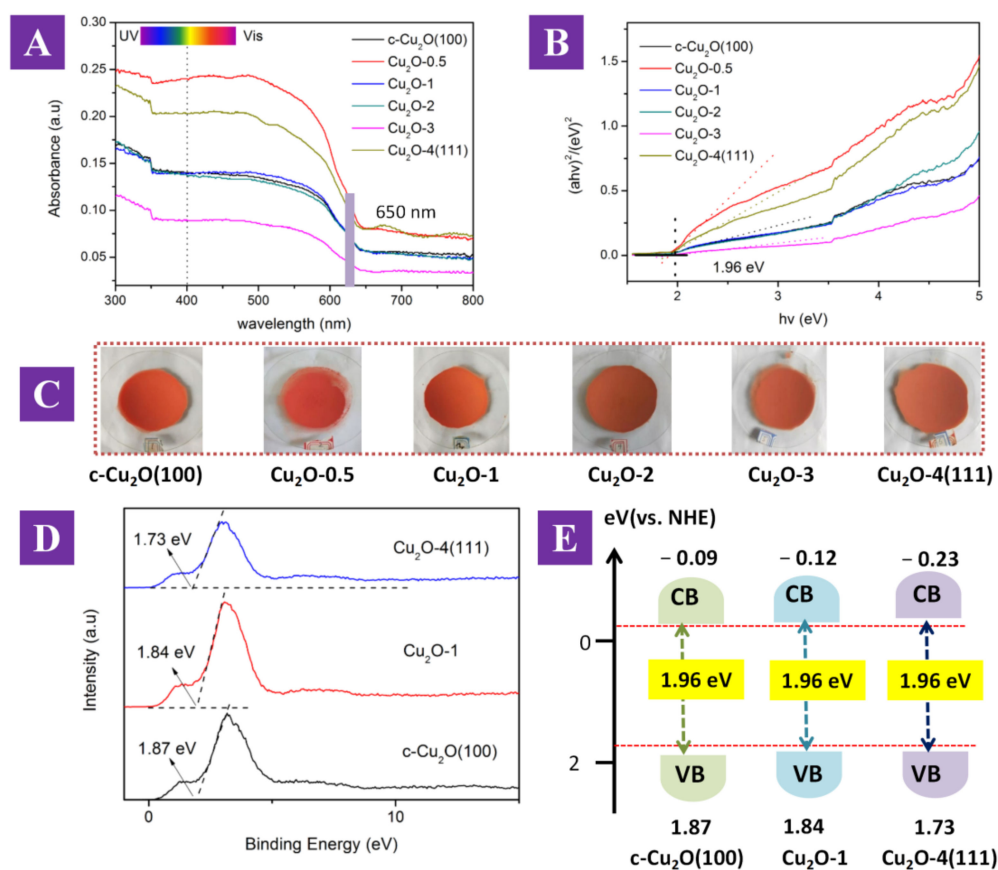 A
UV
Vis
c-Cu₂O(100)
Cu₂O-0.5
Cu₂O-1
Cu₂O-2
Cu₂O-3
Cu₂O-4(111)
650 nm
0.30
0.25
0.20
0.15
0.10
0.05
Absorbance (a.u)
300 400 500 600 700 800
wavelength (nm)
B
c-Cu₂O(100)
Cu₂O-0.5
Cu₂O-1
Cu₂O-2
Cu₂O-3
Cu₂O-4(111)
1.96 eV
1.5
1.0
0.5
0.0
(ahv)²/(eV)²
2 3 4 5
hv (eV)
C
c-Cu₂O(100) Cu₂O-0.5 Cu₂O-1 Cu₂O-2 Cu₂O-3 Cu₂O-4(111)
D
1.73 eV
Cu₂O-4(111)
1.84 eV
Cu₂O-1
1.87 eV
c-Cu₂O(100)
Intensity (a.u)
0 10
Binding Energy (eV)
E
eV(vs. NHE)
− 0.09 − 0.12 − 0.23
CB CB CB
0
1.96 eV 1.96 eV 1.96 eV
2
VB VB VB
1.87 1.84 1.73
c-Cu₂O(100) Cu₂O-1 Cu₂O-4(111)